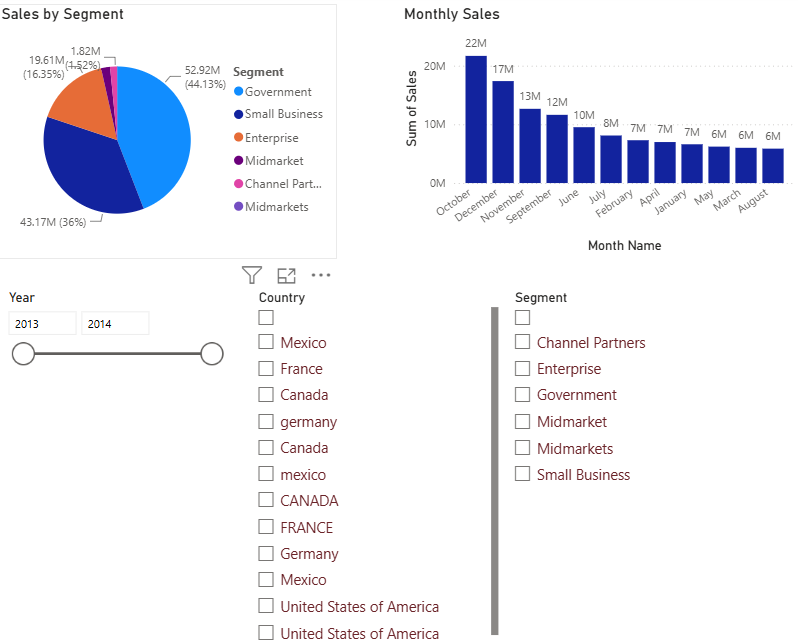 Sales by Segment
1.82M
(1.52%)
19.61M
(16.35%)
52.92M
(44.13%)
43.17M (36%)
Segment
Government
Small Business
Enterprise
Midmarket
Channel Part...
Midmarkets
Monthly Sales
Sum of Sales
20M
10M
0M
22M
17M
13M
12M
10M
8M
7M
7M
7M
6M
6M
6M
October
December
November
September
June
July
February
April
January
May
March
August
Month Name
Year
2013
2014
Country
Mexico
France
Canada
germany
Canada
mexico
CANADA
FRANCE
Germany
Mexico
United States of America
United States of America
Segment
Channel Partners
Enterprise
Government
Midmarket
Midmarkets
Small Business